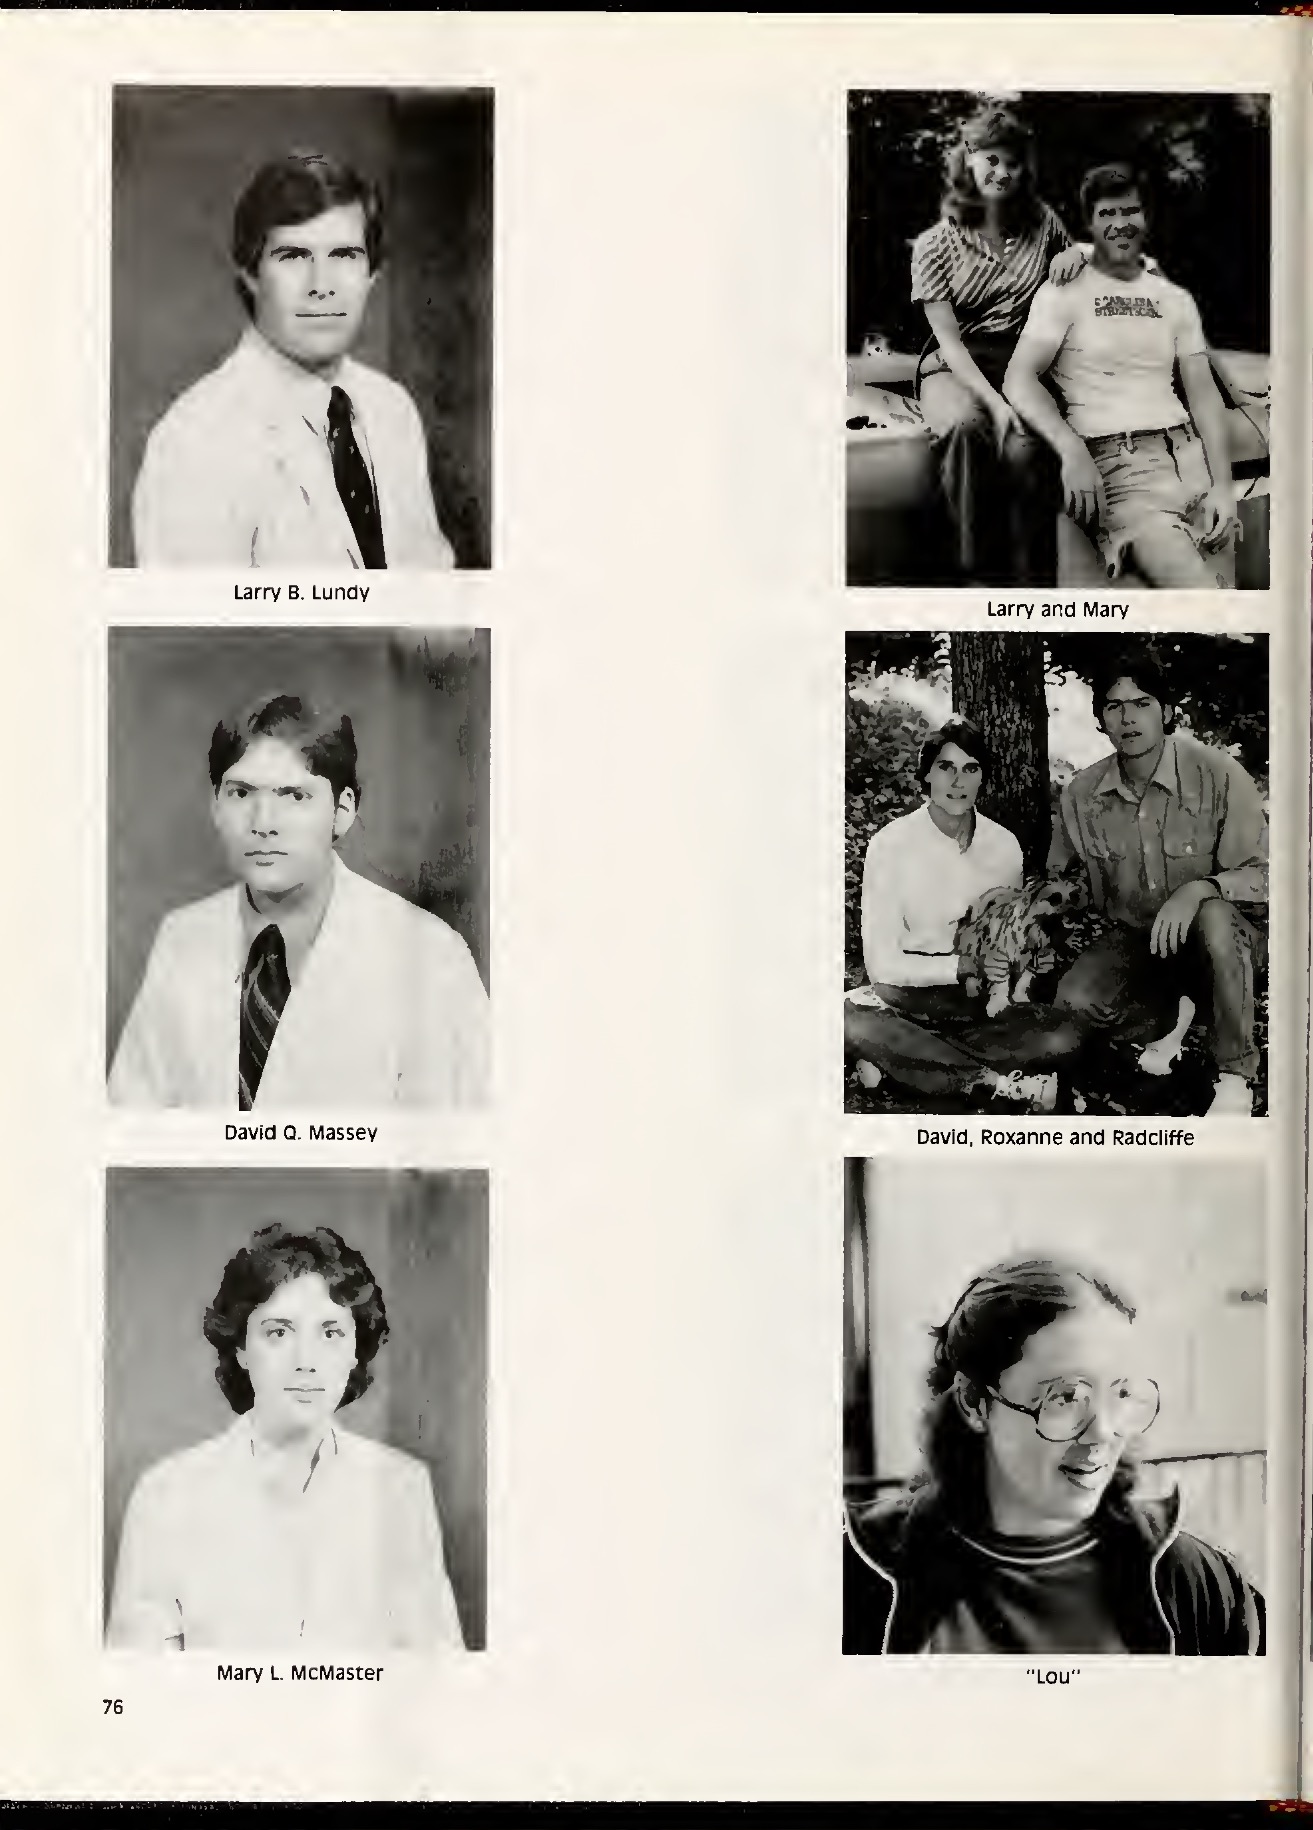 Larry B. Lundy
Larry and Mary
David Q. Massey
David, Roxanne and Radcliffe
Mary L. McMaster
"Lou"
76